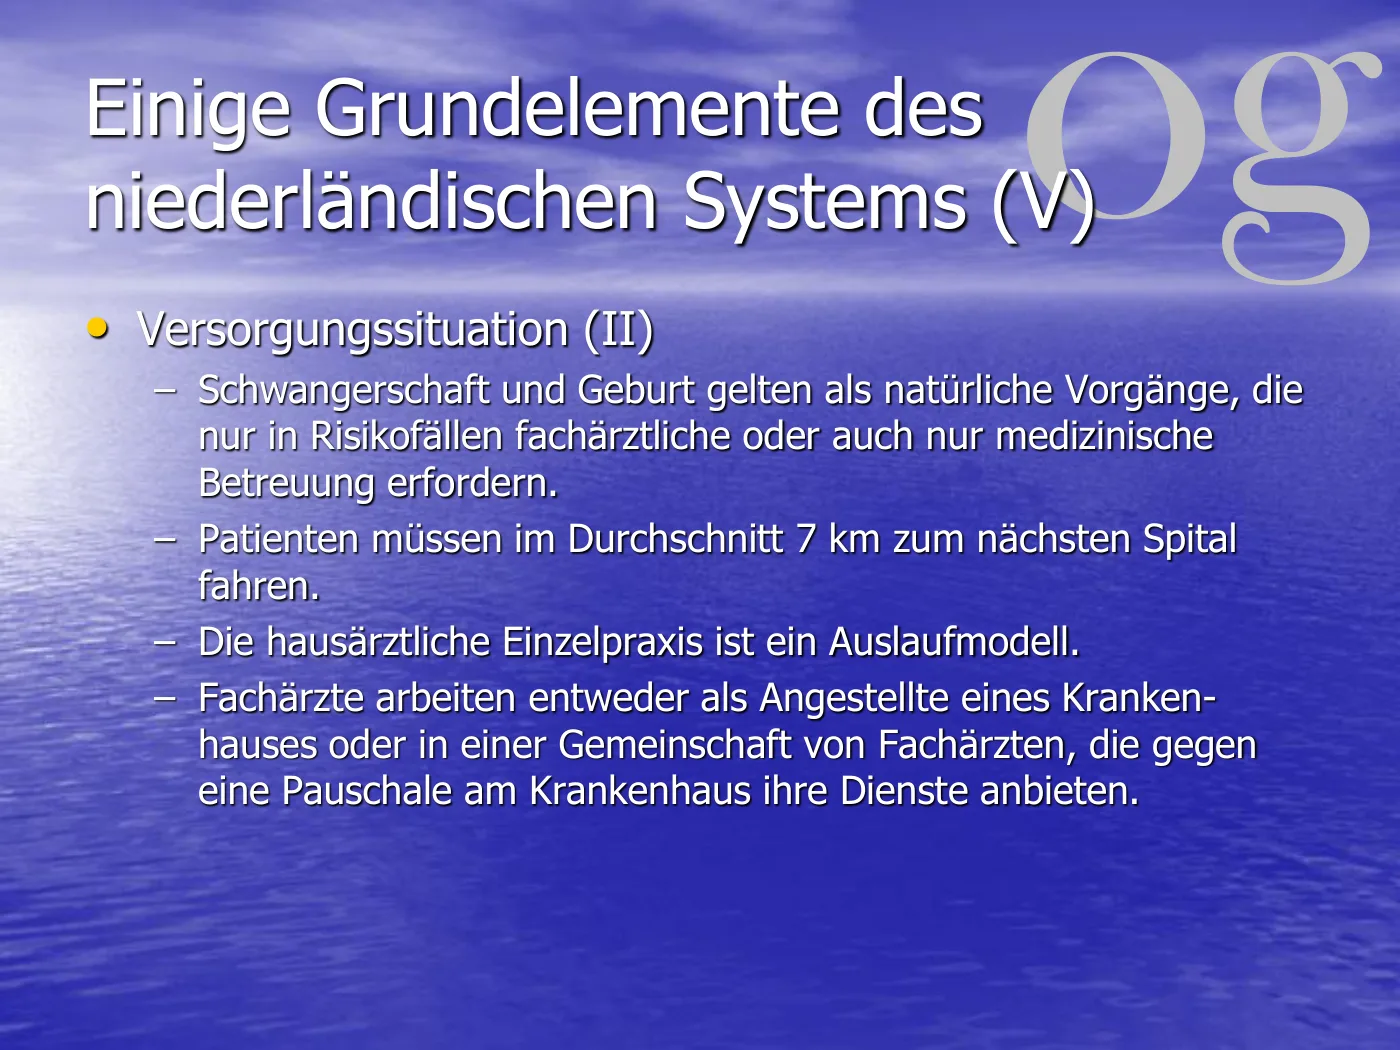 og
Einige Grundelemente des
niederländischen Systems (V)
• Versorgungssituation (II)
– Schwangerschaft und Geburt gelten als natürliche Vorgänge, die
nur in Risikofällen fachärztliche oder auch nur medizinische
Betreuung erfordern.
– Patienten müssen im Durchschnitt 7 km zum nächsten Spital
fahren.
– Die hausärztliche Einzelpraxis ist ein Auslaufmodell.
– Fachärzte arbeiten entweder als Angestellte eines Kranken-
hauses oder in einer Gemeinschaft von Fachärzten, die gegen
eine Pauschale am Krankenhaus ihre Dienste anbieten.